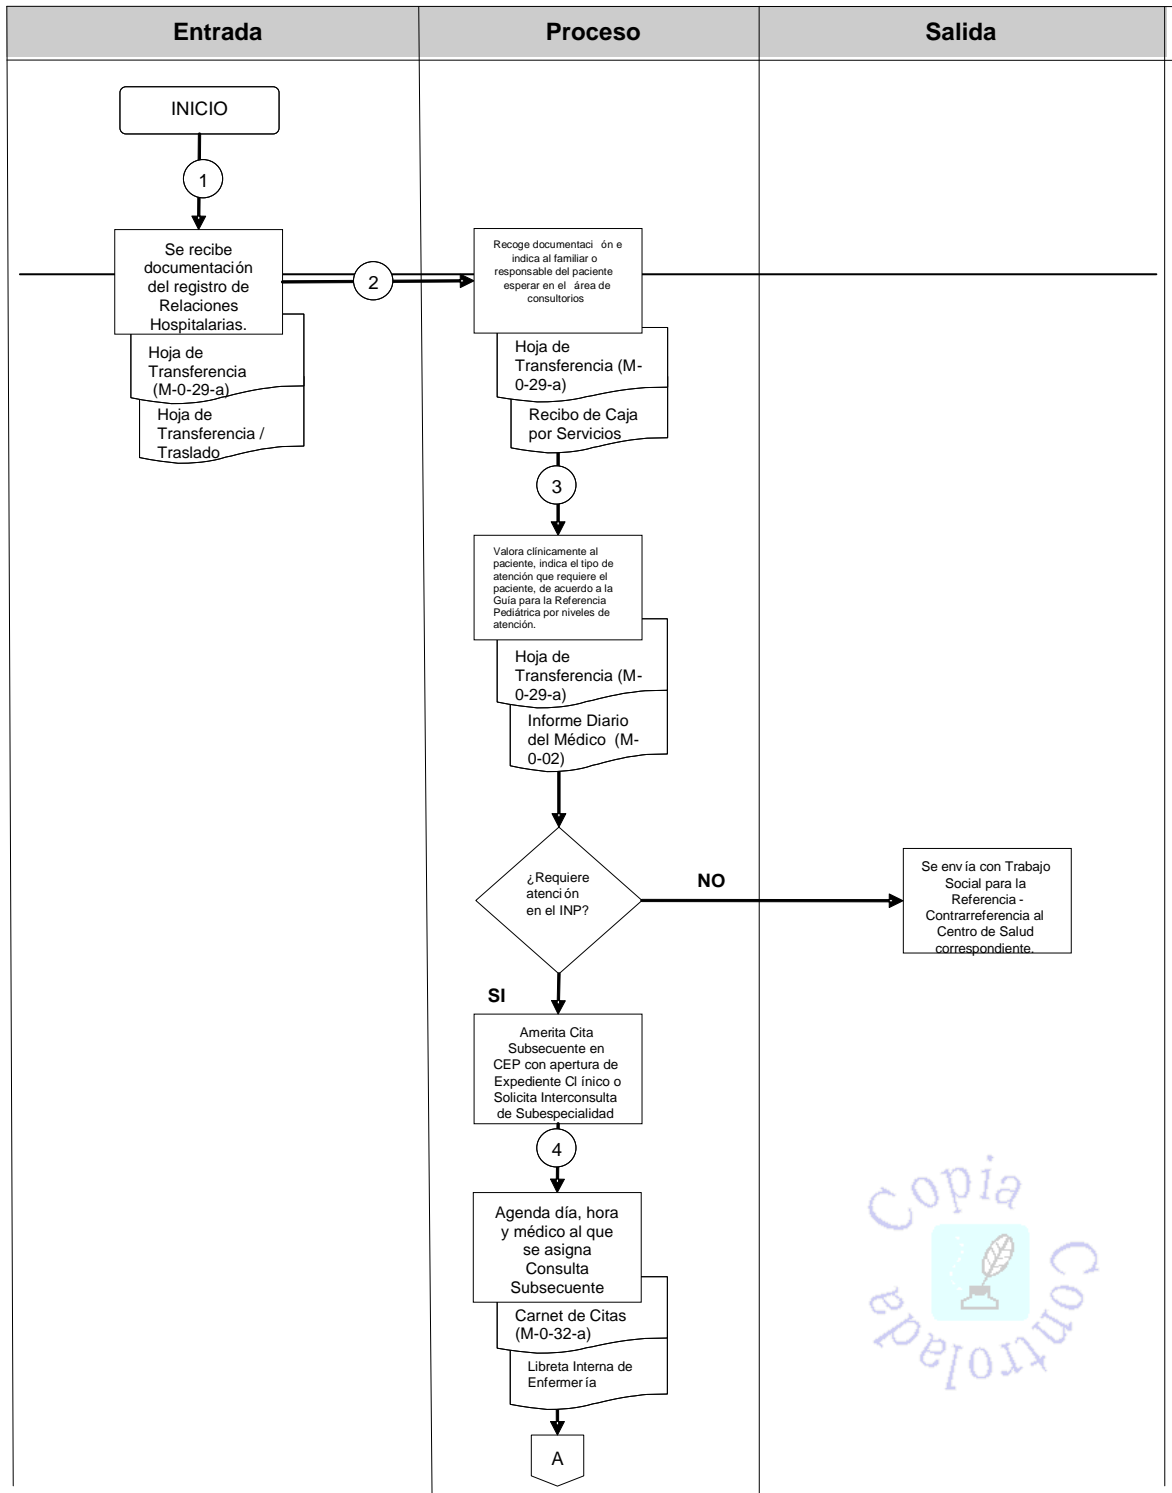 Entrada
Proceso
Salida
INICIO
1
Se recibe
documentación
del registro de
Relaciones
Hospitalarias.
Hoja de
Transferencia
(M-0-29-a)
Hoja de
Transferencia /
Traslado
2
Recoge documentaci ón e
indica al familiar o
responsable del paciente
esperar en el área de
consultorios
Hoja de
Transferencia (M-
0-29-a)
Recibo de Caja
por Servicios
3
Valora clínicamente al
paciente, indica el tipo de
atención que requiere el
paciente, de acuerdo a la
Guía para la Referencia
Pediátrica por niveles de
atención.
Hoja de
Transferencia (M-
0-29-a)
Informe Diario
del Médico (M-
0-02)
¿Requiere
atenci ón
en el INP?
NO
Se env ía con Trabajo
Social para la
Referencia -
Contrarreferencia al
Centro de Salud
correspondiente.
SI
Amerita Cita
Subsecuente en
CEP con apertura de
Expediente Cl ínico o
Solicita Interconsulta
de Subespecialidad
4
Agenda día, hora
y médico al que
se asigna
Consulta
Subsecuente
Carnet de Citas
(M-0-32-a)
Libreta Interna de
Enfermer ía
A
Copia
Controlada